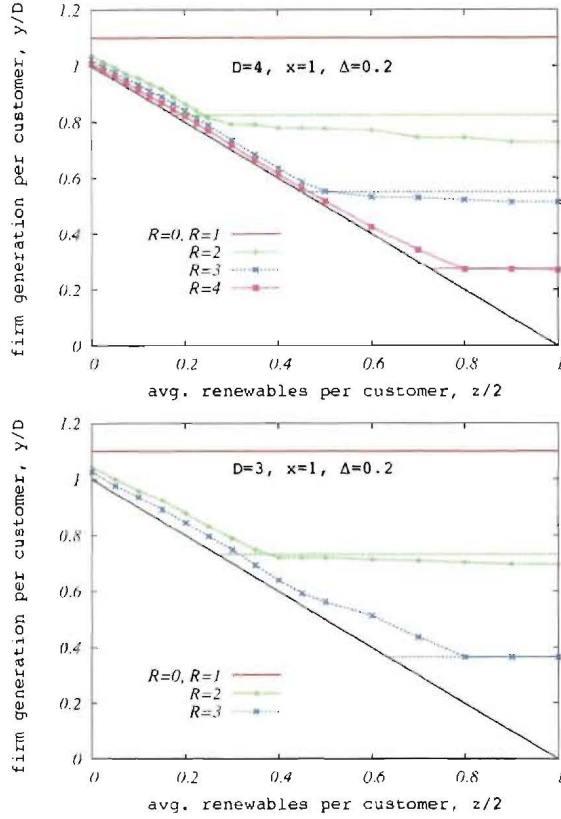 1.2
1
0.8
0.6
0.4
0.2
0
firm generation per customer, y/D
D=4, x=1, Δ=0.2
R=0, R=1
R=2
R=3
R=4
0 0.2 0.4 0.6 0.8 1
avg. renewables per customer, z/2
1.2
1
0.8
0.6
0.4
0.2
0
firm generation per customer, y/D
D=3, x=1, Δ=0.2
R=0, R=1
R=2
R=3
0 0.2 0.4 0.6 0.8 1
avg. renewables per customer, z/2